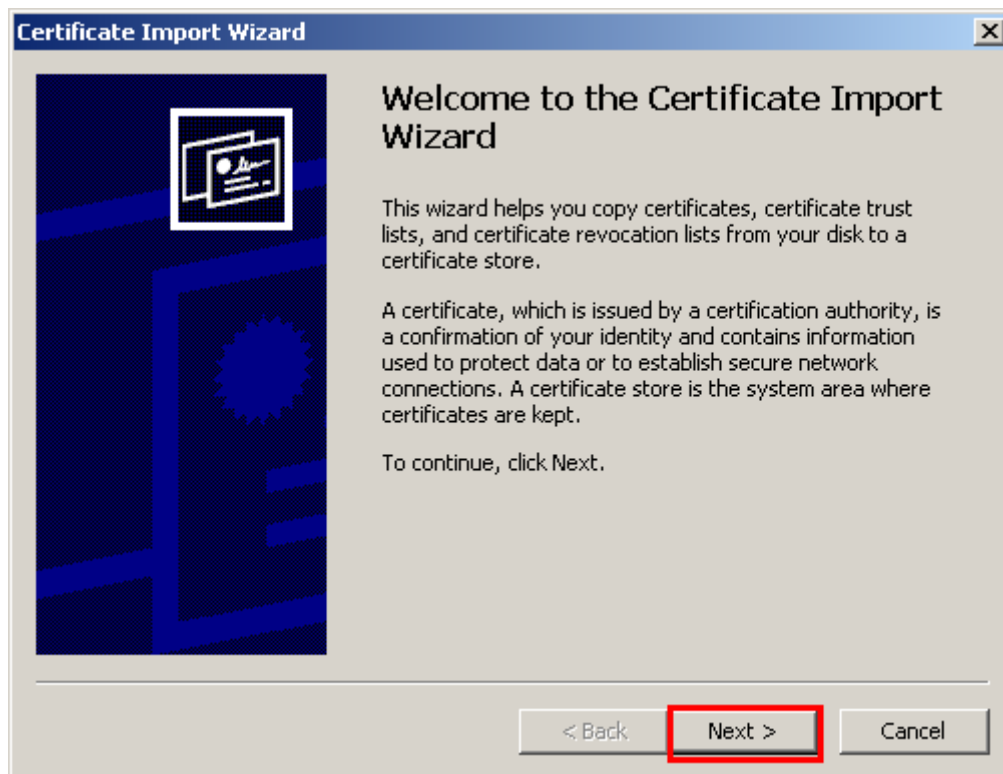 Certificate Import Wizard
Welcome to the Certificate Import
Wizard
This wizard helps you copy certificates, certificate trust
lists, and certificate revocation lists from your disk to a
certificate store.
A certificate, which is issued by a certification authority, is
a confirmation of your identity and contains information
used to protect data or to establish secure network
connections. A certificate store is the system area where
certificates are kept.
To continue, click Next.
< Back Next > Cancel